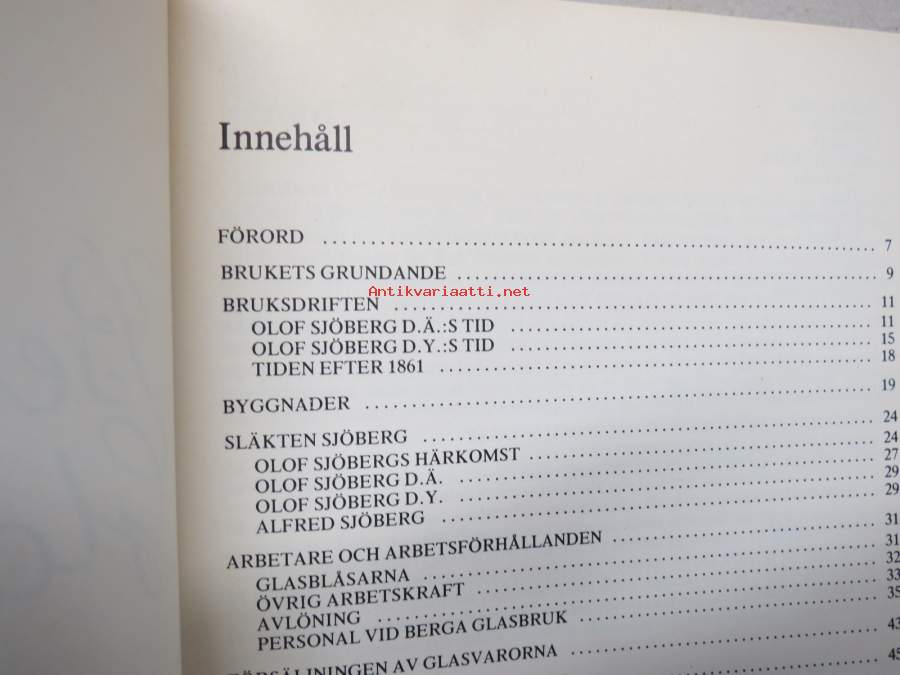 Innehåll
FÖRORD 7
BRUKETS GRUNDANDE 9
Antikvariaatti.net
BRUKSDRIFTEN 11
OLOF SJÖBERG D.Ä.:S TID 11
OLOF SJÖBERG D.Y.:S TID 15
TIDEN EFTER 1861 18
BYGGNADER 19
SLÄKTEN SJÖBERG 24
OLOF SJÖBERGS HÄRKOMST 24
OLOF SJÖBERG D.Ä. 27
OLOF SJÖBERG D.Y. 29
ALFRED SJÖBERG 29
ARBETARE OCH ARBETSFÖRHÅLLANDEN 31
GLASBLÅSARNA 31
ÖVRIG ARBETSKRAFT 32
AVLÖNING 33
PERSONAL VID BERGA GLASBRUK 35
FÖRSÄLJNINGEN AV GLASVARORNA 43
45